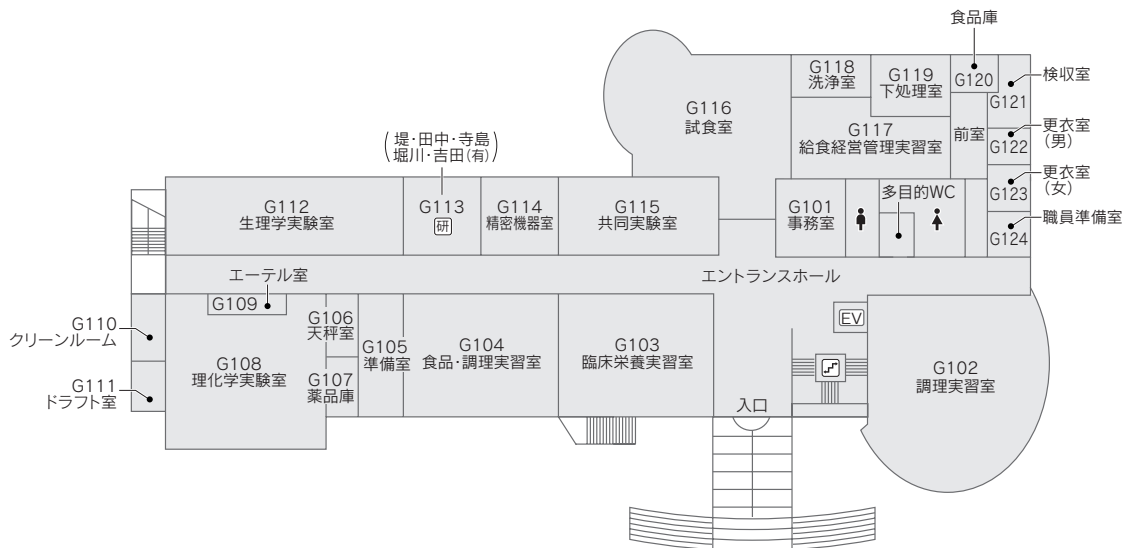 食品庫
G118
洗浄室
G119
下処理室
G120
検収室
G121
G116
試食室
G117
給食経営管理実習室
前室
更衣室
(男)
G122
更衣室
(女)
G123
職員準備室
G124
(堤・田中・寺島
堀川・吉田(有))
G112
生理学実験室
G113
研
G114
精密機器室
G115
共同実験室
G101
事務室
多目的WC
エーテル室
エントランスホール
G109
G110
クリーンルーム
G106
天秤室
G108
理化学実験室
G105
準備室
G104
食品・調理実習室
G103
臨床栄養実習室
EV
G102
調理実習室
G111
ドラフト室
G107
薬品庫
入口